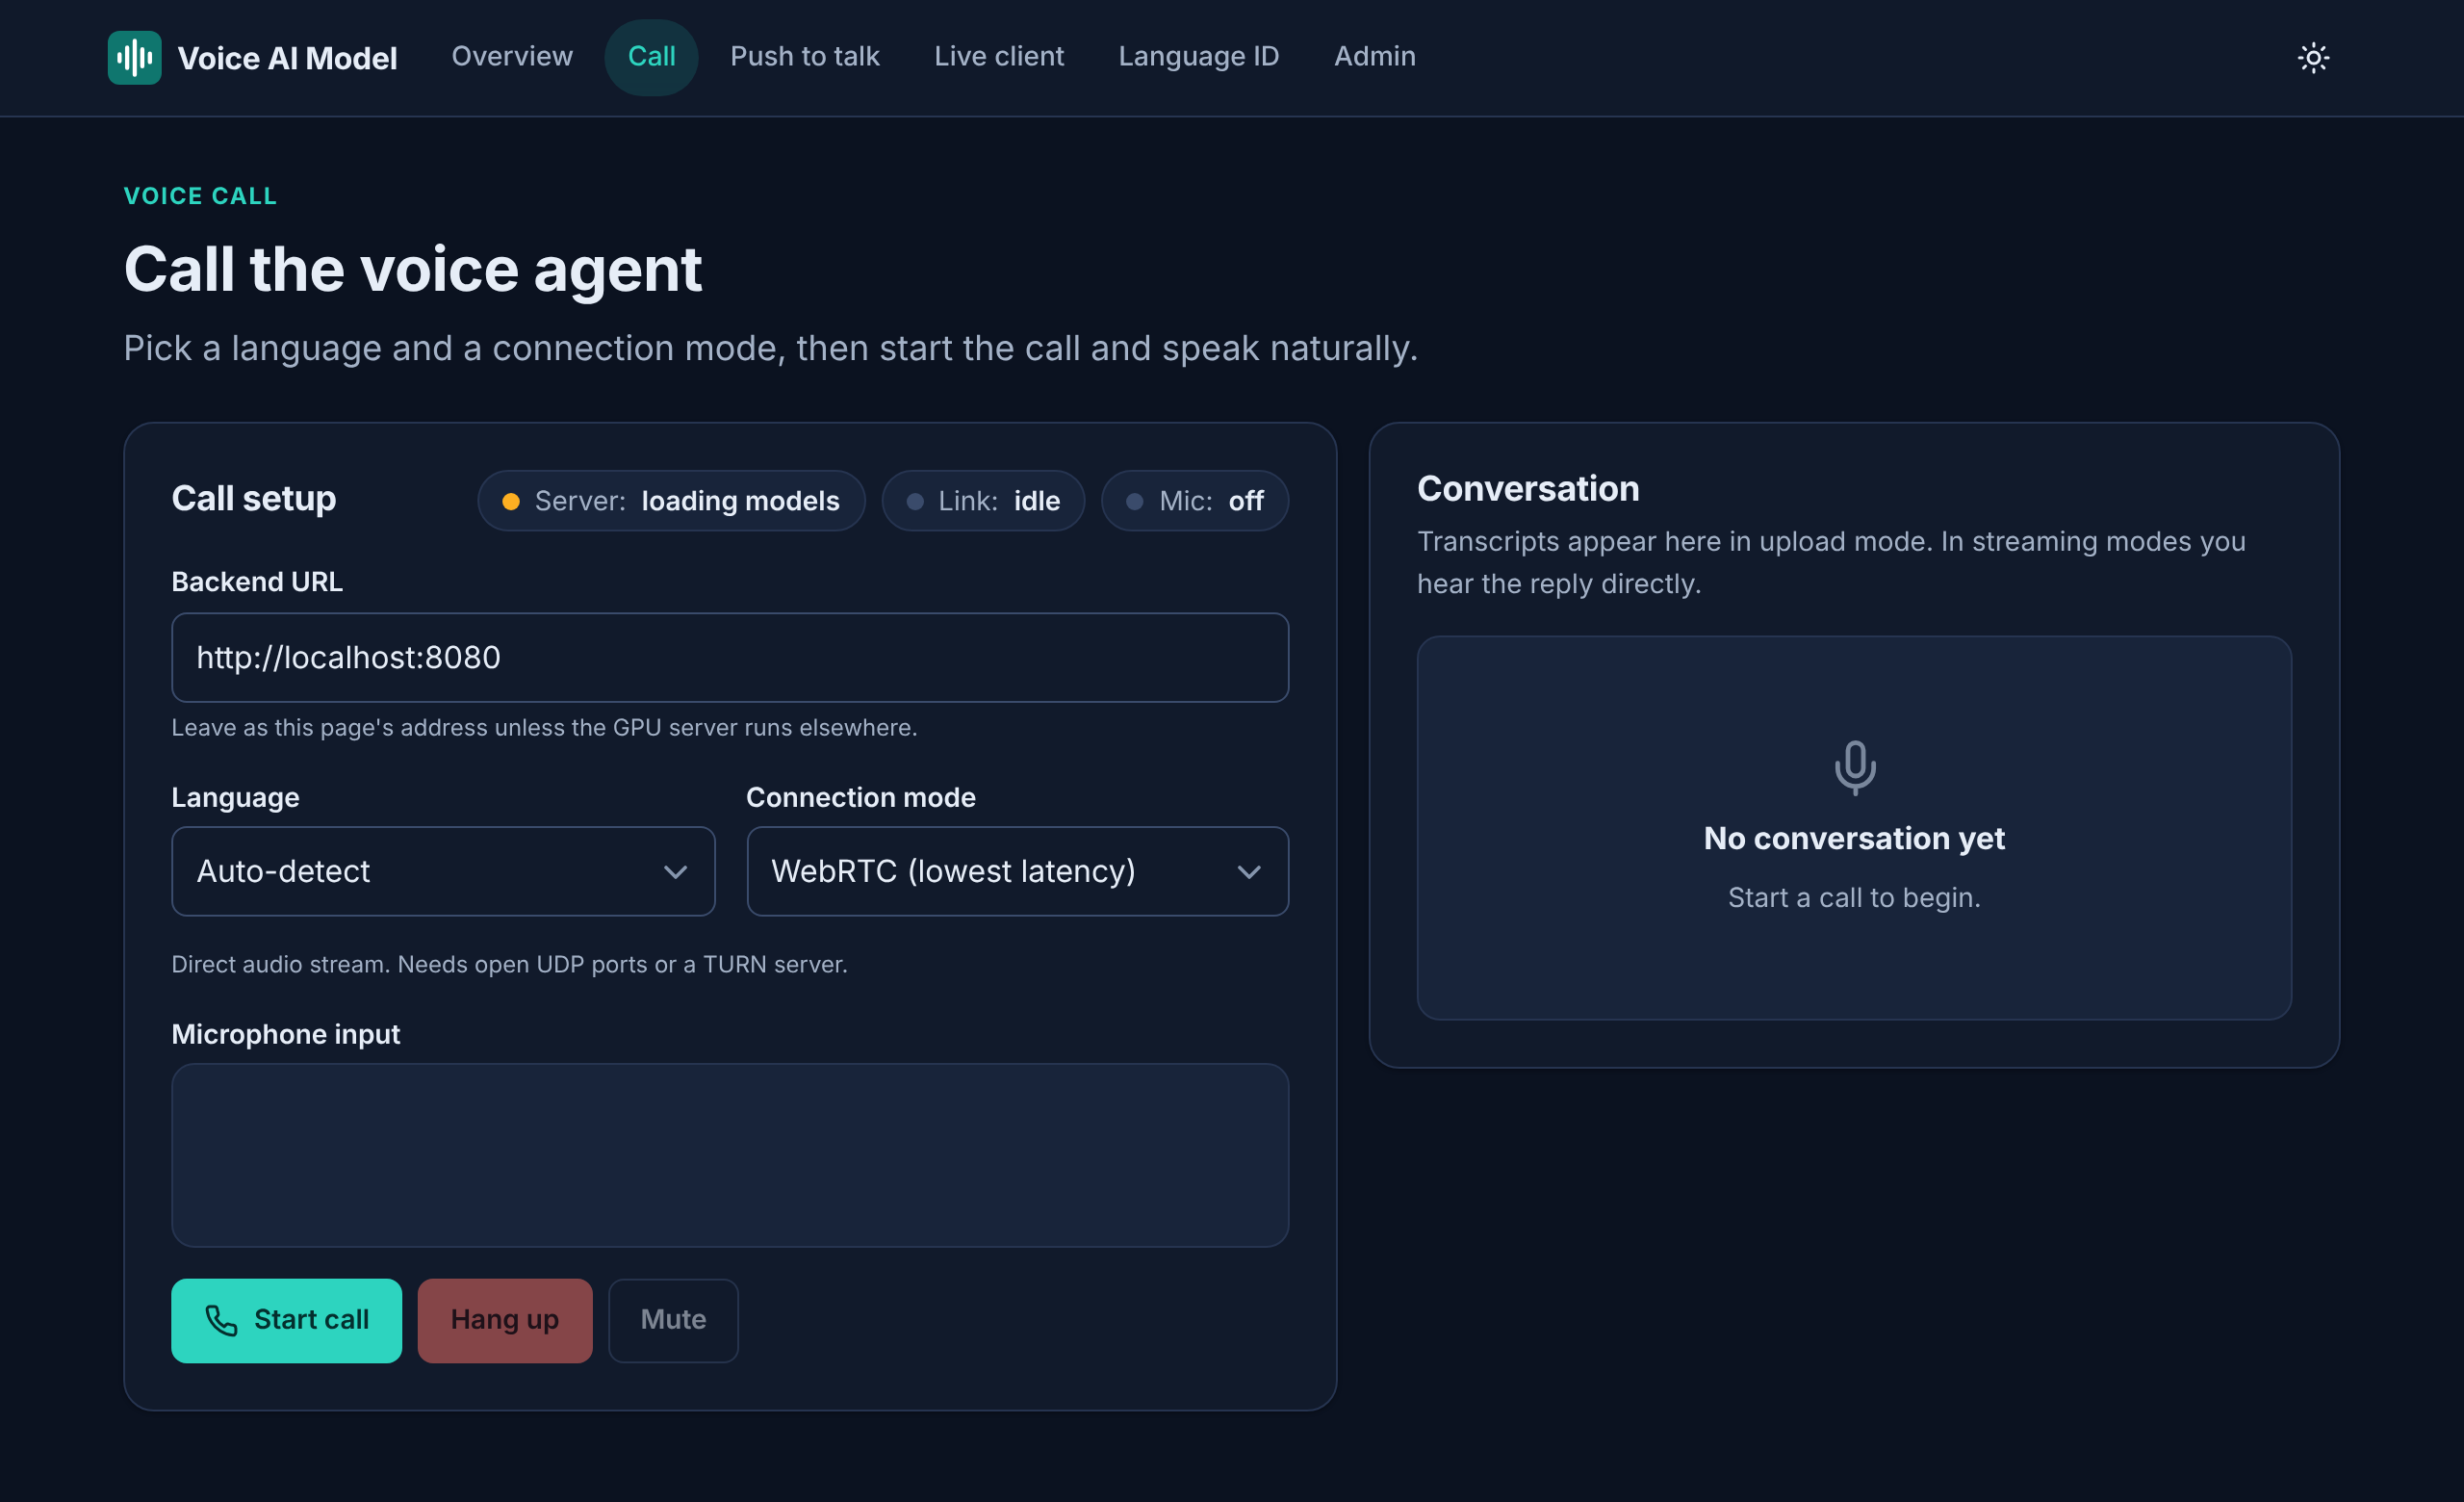 Voice AI Model
Overview
Call
Push to talk
Live client
Language ID
Admin
VOICE CALL
Call the voice agent
Pick a language and a connection mode, then start the call and speak naturally.
Call setup
Server: loading models
Link: idle
Mic: off
Backend URL
http://localhost:8080
Leave as this page's address unless the GPU server runs elsewhere.
Language
Connection mode
Auto-detect
WebRTC (lowest latency)
Direct audio stream. Needs open UDP ports or a TURN server.
Microphone input
Start call
Hang up
Mute
Conversation
Transcripts appear here in upload mode. In streaming modes you
hear the reply directly.
No conversation yet
Start a call to begin.